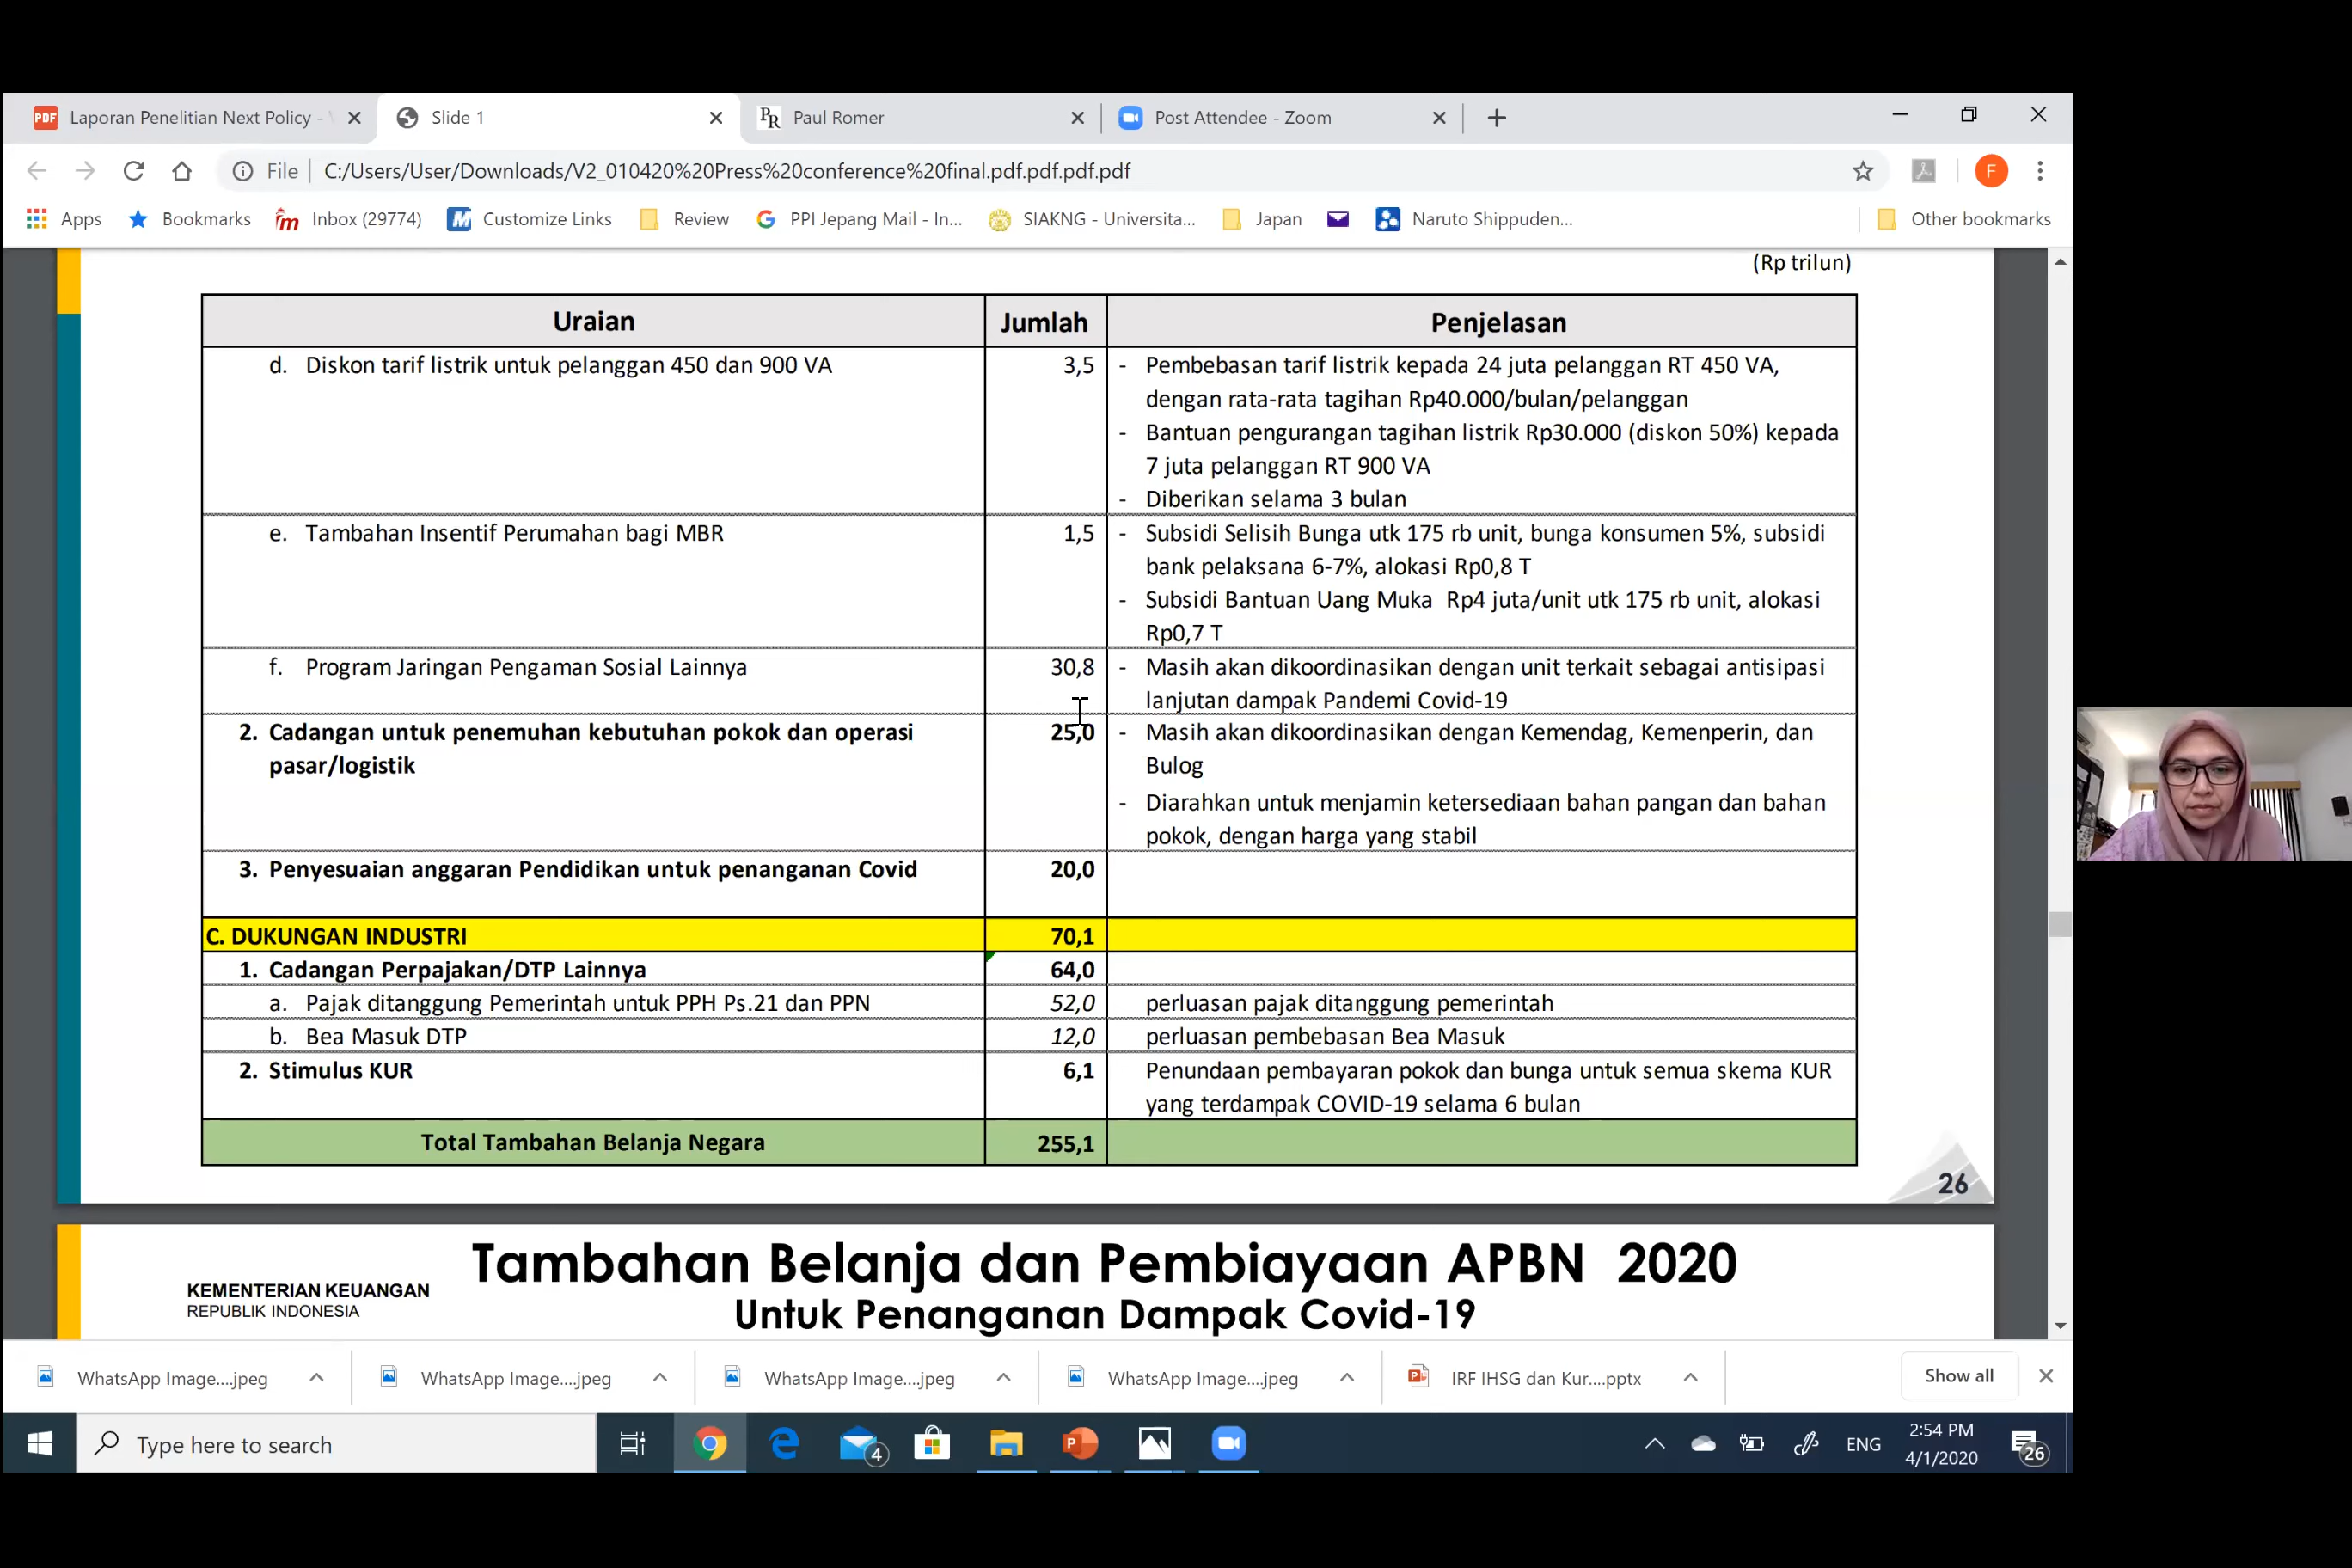 Laporan Penelitian Next Policy -
Slide 1
Paul Romer
Post Attendee - Zoom
File
C:/Users/User/Downloads/V2_010420%20Press%20conference%20final.pdf.pdf.pdf.pdf
F
Apps
Bookmarks
Inbox (29774)
Customize Links
Review
PPI Jepang Mail - In...
SIAKNG - Universita...
Japan
Naruto Shippuden...
Other bookmarks
(Rp trilun)
Uraian
Jumlah
Penjelasan
d. Diskon tarif listrik untuk pelanggan 450 dan 900 VA
3,5
- Pembebasan tarif listrik kepada 24 juta pelanggan RT 450 VA,
dengan rata-rata tagihan Rp40.000/bulan/pelanggan
- Bantuan pengurangan tagihan listrik Rp30.000 (diskon 50%) kepada
7 juta pelanggan RT 900 VA
- Diberikan selama 3 bulan
e. Tambahan Insentif Perumahan bagi MBR
1,5
- Subsidi Selisih Bunga utk 175 rb unit, bunga konsumen 5%, subsidi
bank pelaksana 6-7%, alokasi Rp0,8 T
- Subsidi Bantuan Uang Muka Rp4 juta/unit utk 175 rb unit, alokasi
Rp0,7 T
f. Program Jaringan Pengaman Sosial Lainnya
30,8
- Masih akan dikoordinasikan dengan unit terkait sebagai antisipasi
lanjutan dampak Pandemi Covid-19
2. Cadangan untuk penemuhan kebutuhan pokok dan operasi
pasar/logistik
25,0
- Masih akan dikoordinasikan dengan Kemendag, Kemenperin, dan
Bulog
- Diarahkan untuk menjamin ketersediaan bahan pangan dan bahan
pokok, dengan harga yang stabil
3. Penyesuaian anggaran Pendidikan untuk penanganan Covid
20,0
C. DUKUNGAN INDUSTRI
70,1
1. Cadangan Perpajakan/DTP Lainnya
64,0
a. Pajak ditanggung Pemerintah untuk PPH Ps.21 dan PPN
52,0
perluasan pajak ditanggung pemerintah
b. Bea Masuk DTP
12,0
perluasan pembebasan Bea Masuk
2. Stimulus KUR
6,1
Penundaan pembayaran pokok dan bunga untuk semua skema KUR
yang terdampak COVID-19 selama 6 bulan
Total Tambahan Belanja Negara
255,1
26
KEMENTERIAN KEUANGAN
REPUBLIK INDONESIA
Tambahan Belanja dan Pembiayaan APBN 2020
Untuk Penanganan Dampak Covid-19
WhatsApp Image....jpeg
WhatsApp Image....jpeg
WhatsApp Image....jpeg
WhatsApp Image....jpeg
IRF IHSG dan Kur....pptx
Show all
Type here to search
4
ENG
2:54 PM
4/1/2020
26